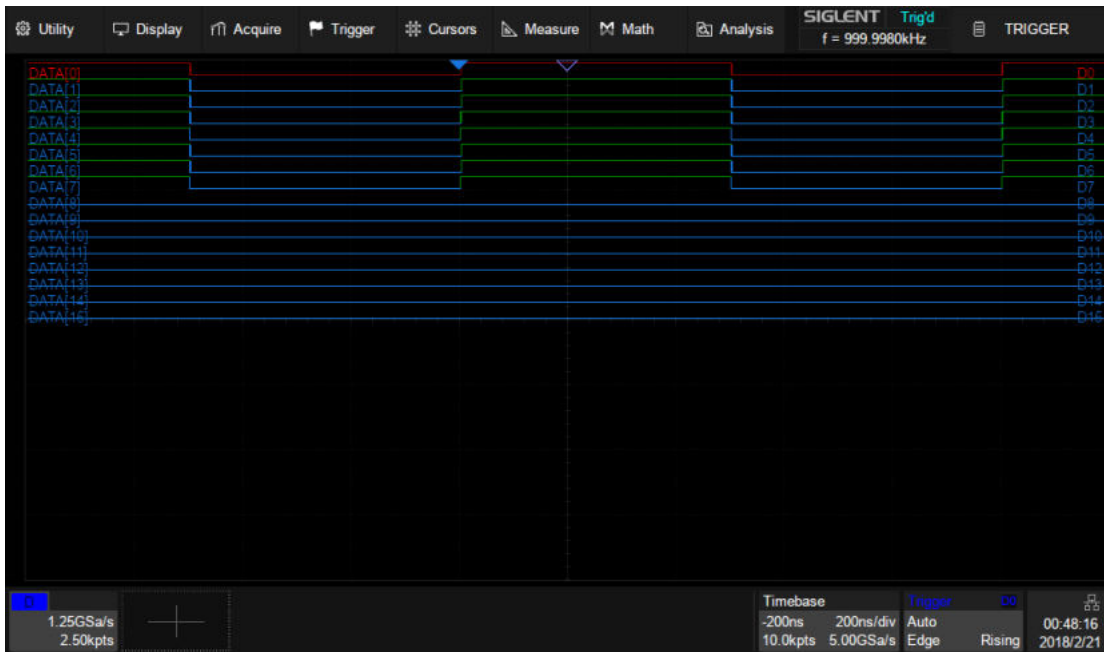 Utility Display Acquire Trigger Cursors Measure Math Analysis SIGLENT Trig'd TRIGGER
f = 999.9980kHz
DATA[0] D0
DATA[1] D1
DATA[2] D2
DATA[3] D3
DATA[4] D4
DATA[5] D5
DATA[6] D6
DATA[7] D7
DATA[8] D8
DATA[9] D9
DATA[10] D10
DATA[11] D11
DATA[12] D12
DATA[13] D13
DATA[14] D14
DATA[15] D15
D Timebase Trigger D0
1.25GSa/s -200ns 200ns/div Auto 00:48:16
2.50kpts 10.0kpts 5.00GSa/s Edge Rising 2018/2/21